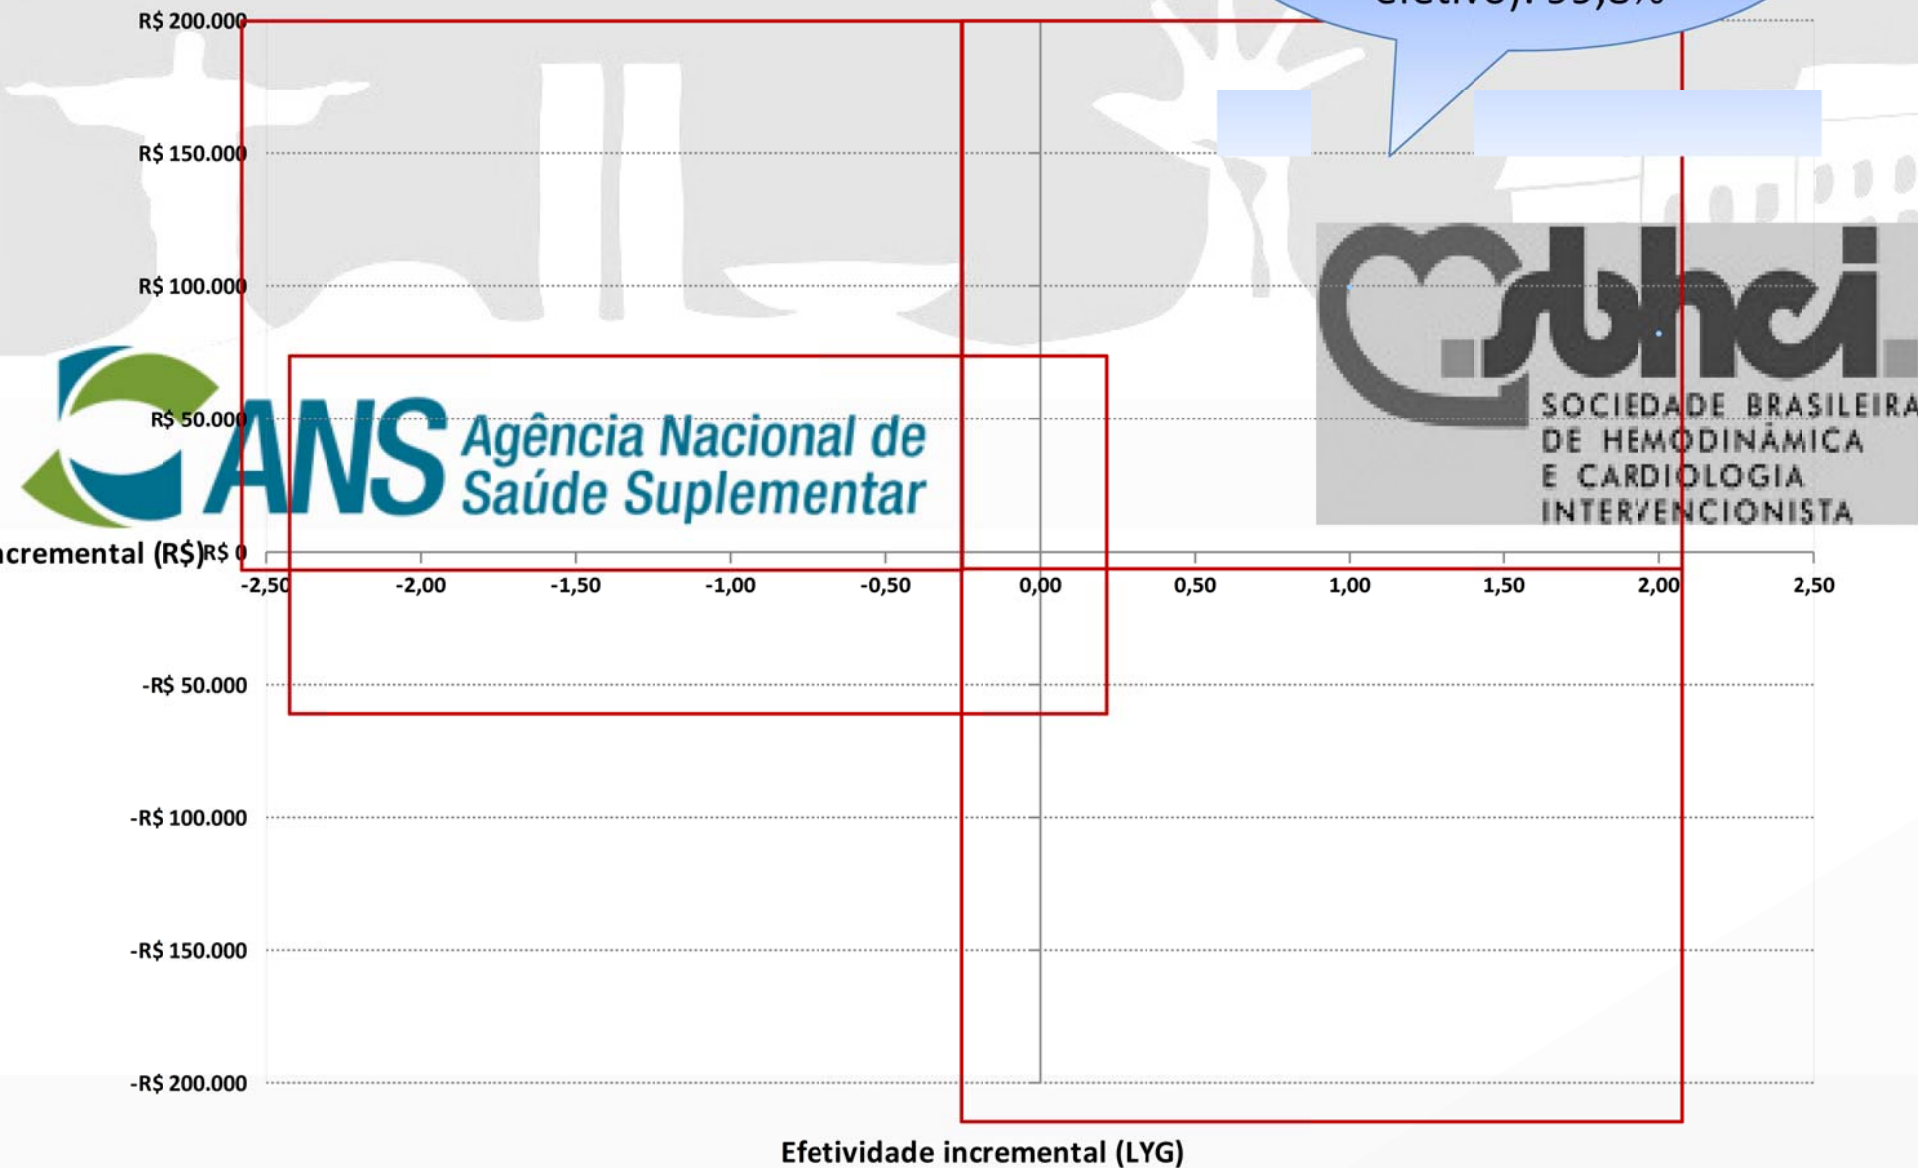 R$ 200.000
R$ 150.000
R$ 100.000
R$ 50.000
R$ 0
-R$ 50.000
-R$ 100.000
-R$ 150.000
-R$ 200.000
ANS Agência Nacional de
Saúde Suplementar
sbhci
SOCIEDADE BRASILEIRA
DE HEMODINÂMICA
E CARDIOLOGIA
INTERVENCIONISTA
(R$)
-2,50 -2,00 -1,50 -1,00 -0,50 0,00 0,50 1,00 1,50 2,00 2,50
Efetividade incremental (LYG)